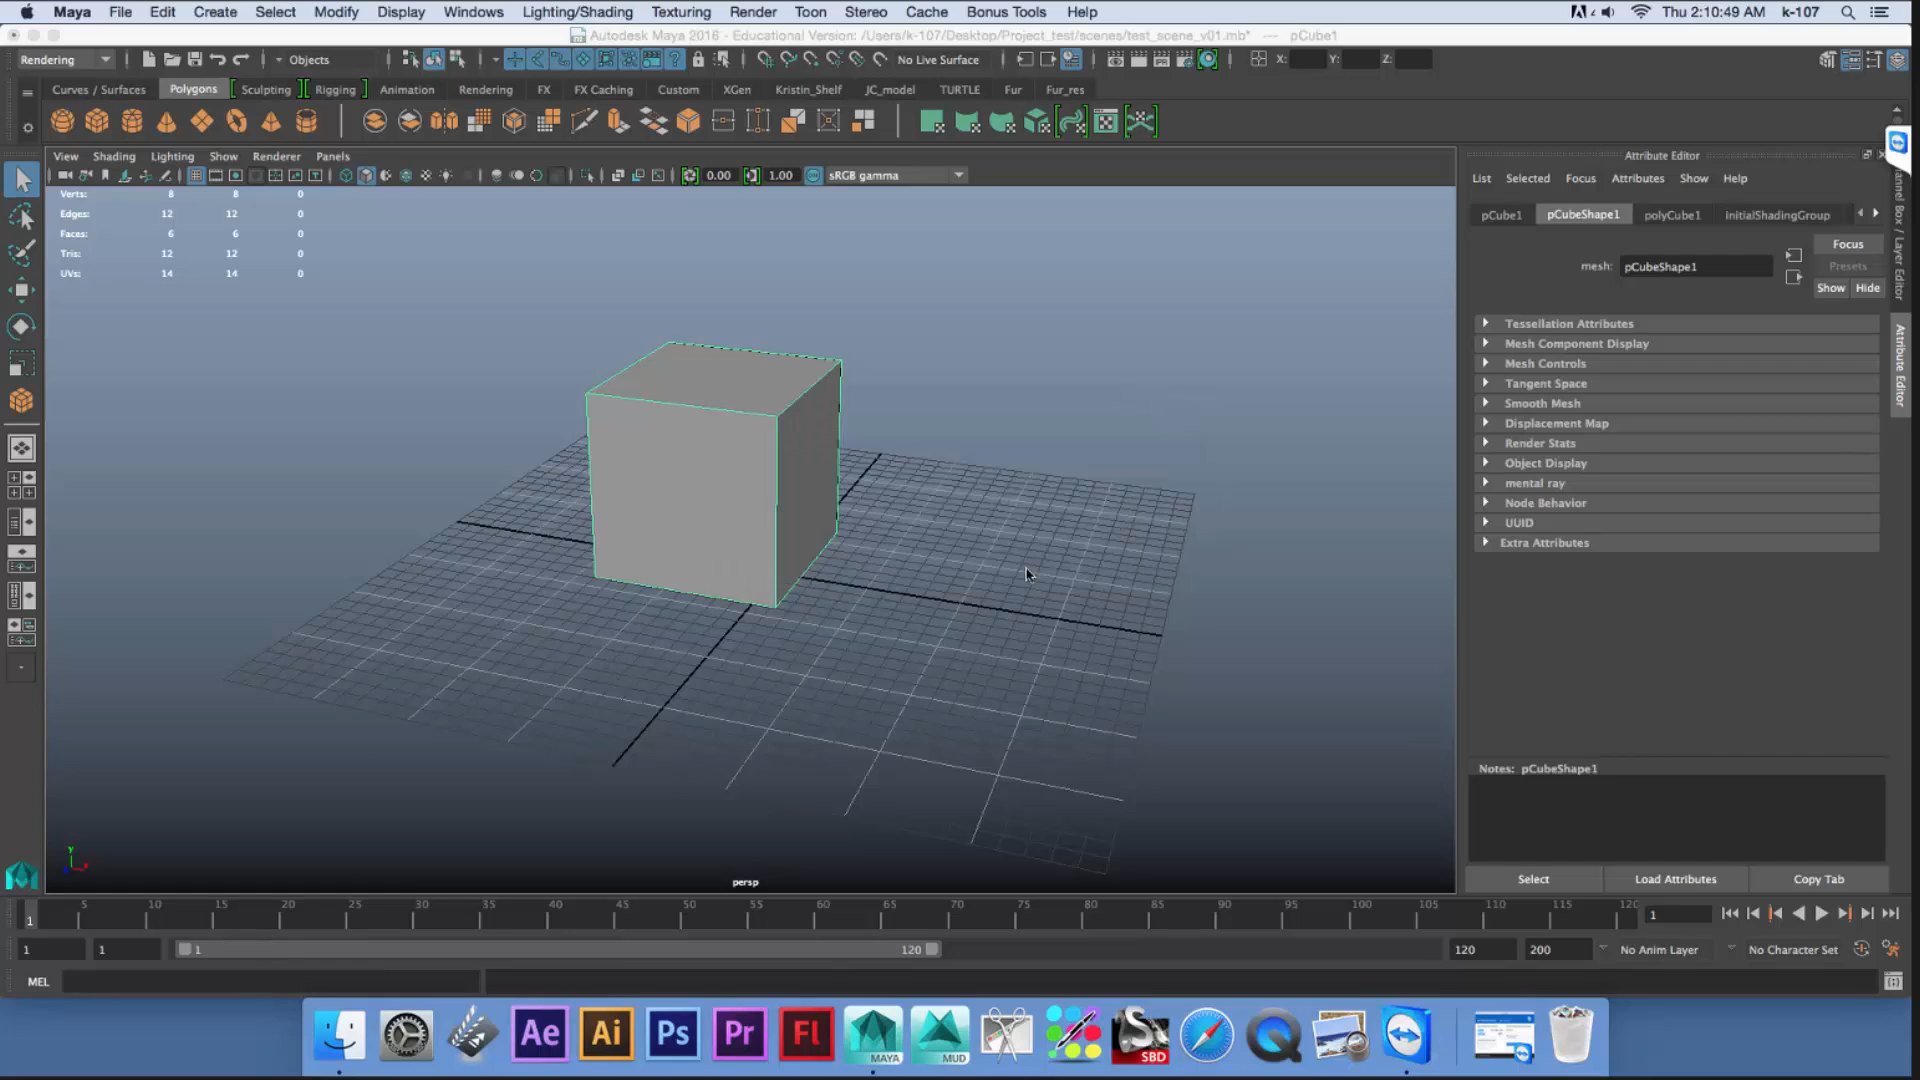 Maya File Edit Create Select Modify Display Windows Lighting/Shading Texturing Render Toon Stereo Cache Bonus Tools Help Thu 2:10:49 AM k-107
Autodesk Maya 2016 - Educational Version: /Users/k-107/Desktop/Project_test/scenes/test_scene_v01.mb* --- pCube1
Rendering Objects No Live Surface X: Y: Z:
Curves / Surfaces Polygons Sculpting Rigging Animation Rendering FX FX Caching Custom XGen Kristin_Shelf JC_model TURTLE Fur Fur_res
View Shading Lighting Show Renderer Panels
0.00 1.00 sRGB gamma
Verts: 8 8 0
Edges: 12 12 0
Faces: 6 6 0
Tris: 12 12 0
UVs: 14 14 0
y
persp
Attribute Editor
List Selected Focus Attributes Show Help
pCube1 pCubeShape1 polyCube1 initialShadingGroup
Focus
mesh: pCubeShape1
Presets
Show Hide
Tessellation Attributes
Mesh Component Display
Mesh Controls
Tangent Space
Smooth Mesh
Displacement Map
Render Stats
Object Display
mental ray
Node Behavior
UUID
Extra Attributes
Notes: pCubeShape1
Select Load Attributes Copy Tab
annel Box / Layer Editor
Attribute Editor
1 5 10 15 20 25 30 35 40 45 50 55 60 65 70 75 80 85 90 95 100 105 110 115 120 1
1 1 1 120 120 200 No Anim Layer No Character Set
MEL
Ae Ai Ps Pr Fl MAYA MUD SBD